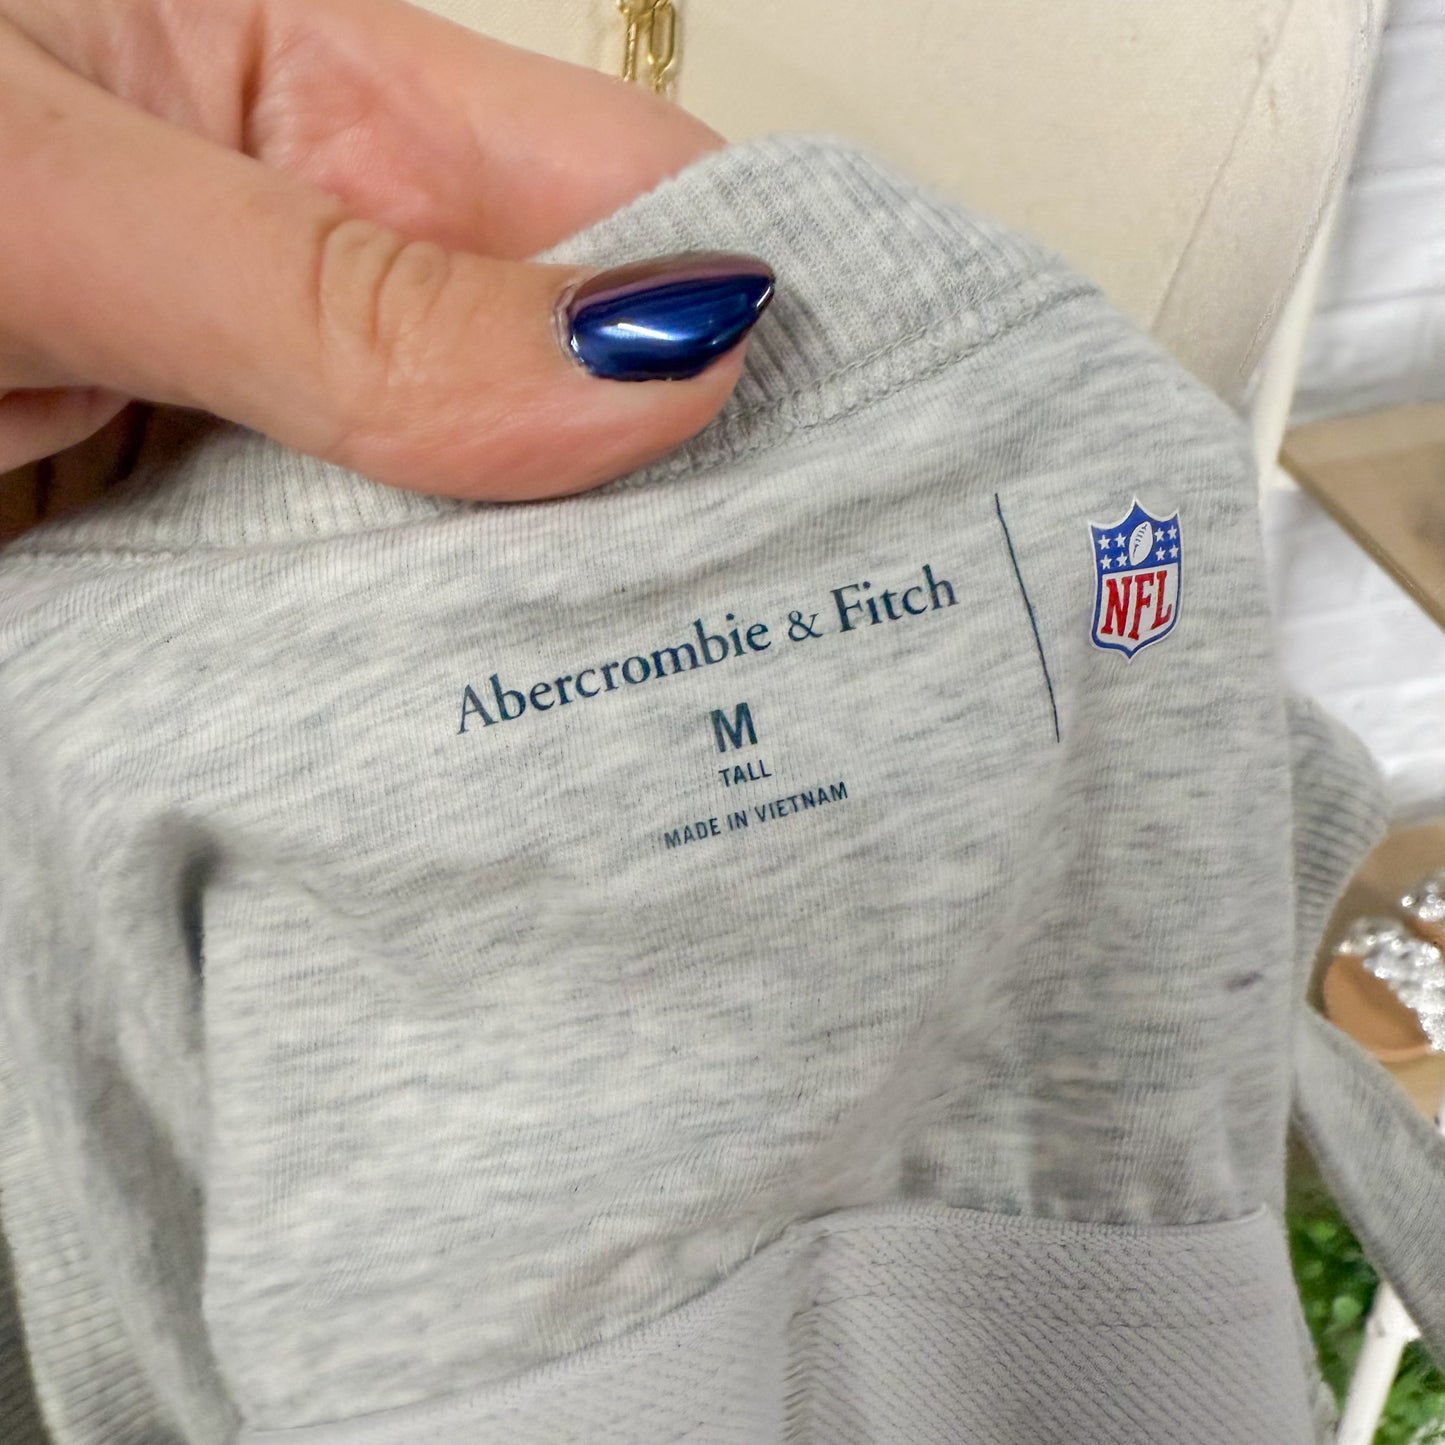 Abercrombie & Fitch
M
TALL
MADE IN VIETNAM
NFL